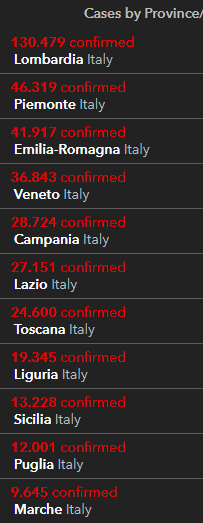 Cases by Province/
130.479 confirmed
Lombardia Italy
46.319 confirmed
Piemonte Italy
41.917 confirmed
Emilia-Romagna Italy
36.843 confirmed
Veneto Italy
28.724 confirmed
Campania Italy
27.151 confirmed
Lazio Italy
24.600 confirmed
Toscana Italy
19.345 confirmed
Liguria Italy
13.228 confirmed
Sicilia Italy
12.001 confirmed
Puglia Italy
9.645 confirmed
Marche Italy